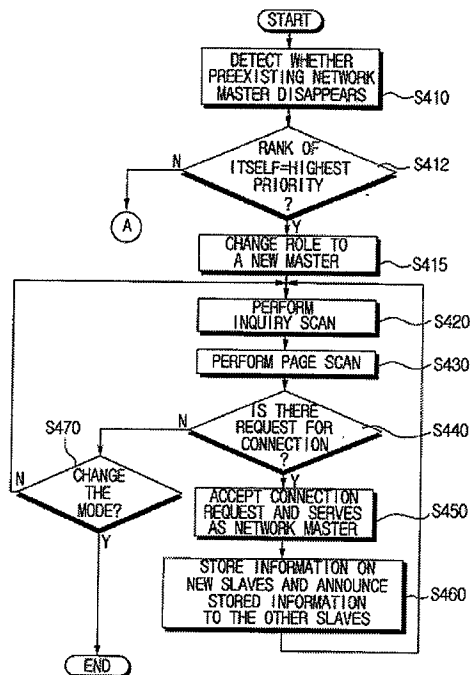 START
DETECT WHETHER
PREEXISTING NETWORK
MASTER DISAPPEARS
S410
RANK OF
ITSELF=HIGHEST
PRIORITY
?
S412
N
A
Y
CHANGE ROLE TO
A NEW MASTER
S415
PERFORM
INQUIRY SCAN
S420
PERFORM PAGE SCAN
S430
IS THERE
REQUEST FOR
CONNECTION
?
S440
N
S470
CHANGE
THE
MODE?
N
Y
Y
ACCEPT CONNECTION
REQUEST AND SERVES
AS NETWORK MASTER
S450
STORE INFORMATION ON
NEW SLAVES AND ANNOUNCE
STORED INFORMATION
TO THE OTHER SLAVES
S460
END